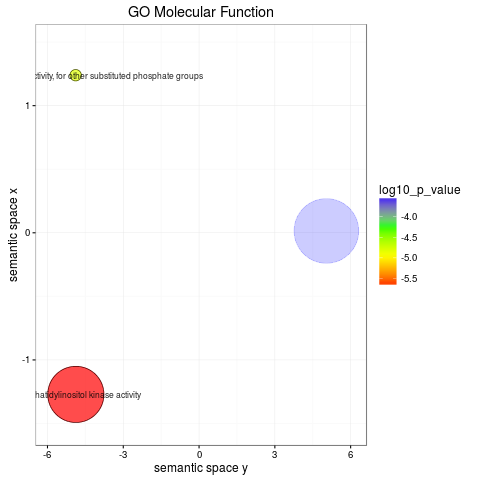 GO Molecular Function
ctivity, for other substituted phosphate groups
hatidylinositol kinase activity
1
0
-1
-6
-3
0
3
6
semantic space y
semantic space x
log10_p_value
-4.0
-4.5
-5.0
-5.5